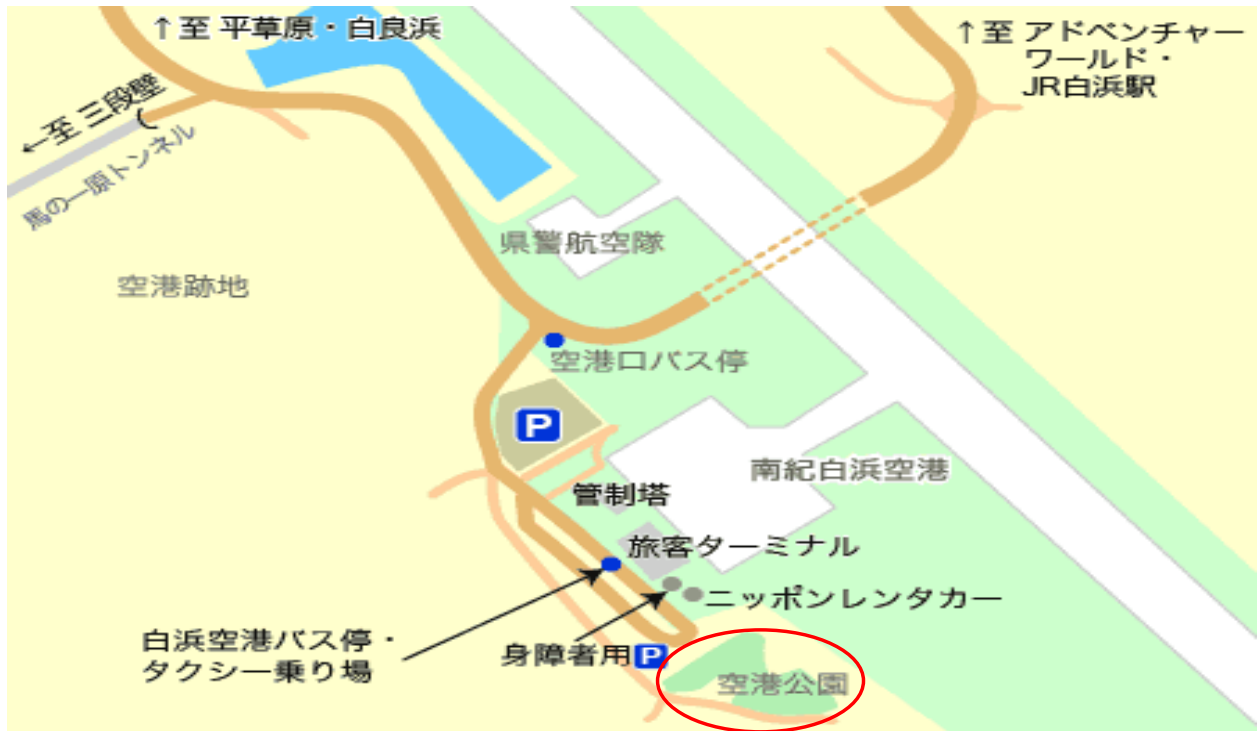 ↑至 平草原・白良浜
↑至 アドベンチャー
ワールド・
JR白浜駅
←至 三段壁
馬の一原トンネル
県警航空隊
空港跡地
空港口バス停
P
南紀白浜空港
管制塔
旅客ターミナル
ニッポンレンタカー
白浜空港バス停・
タクシー乗り場
身障者用P
空港公園